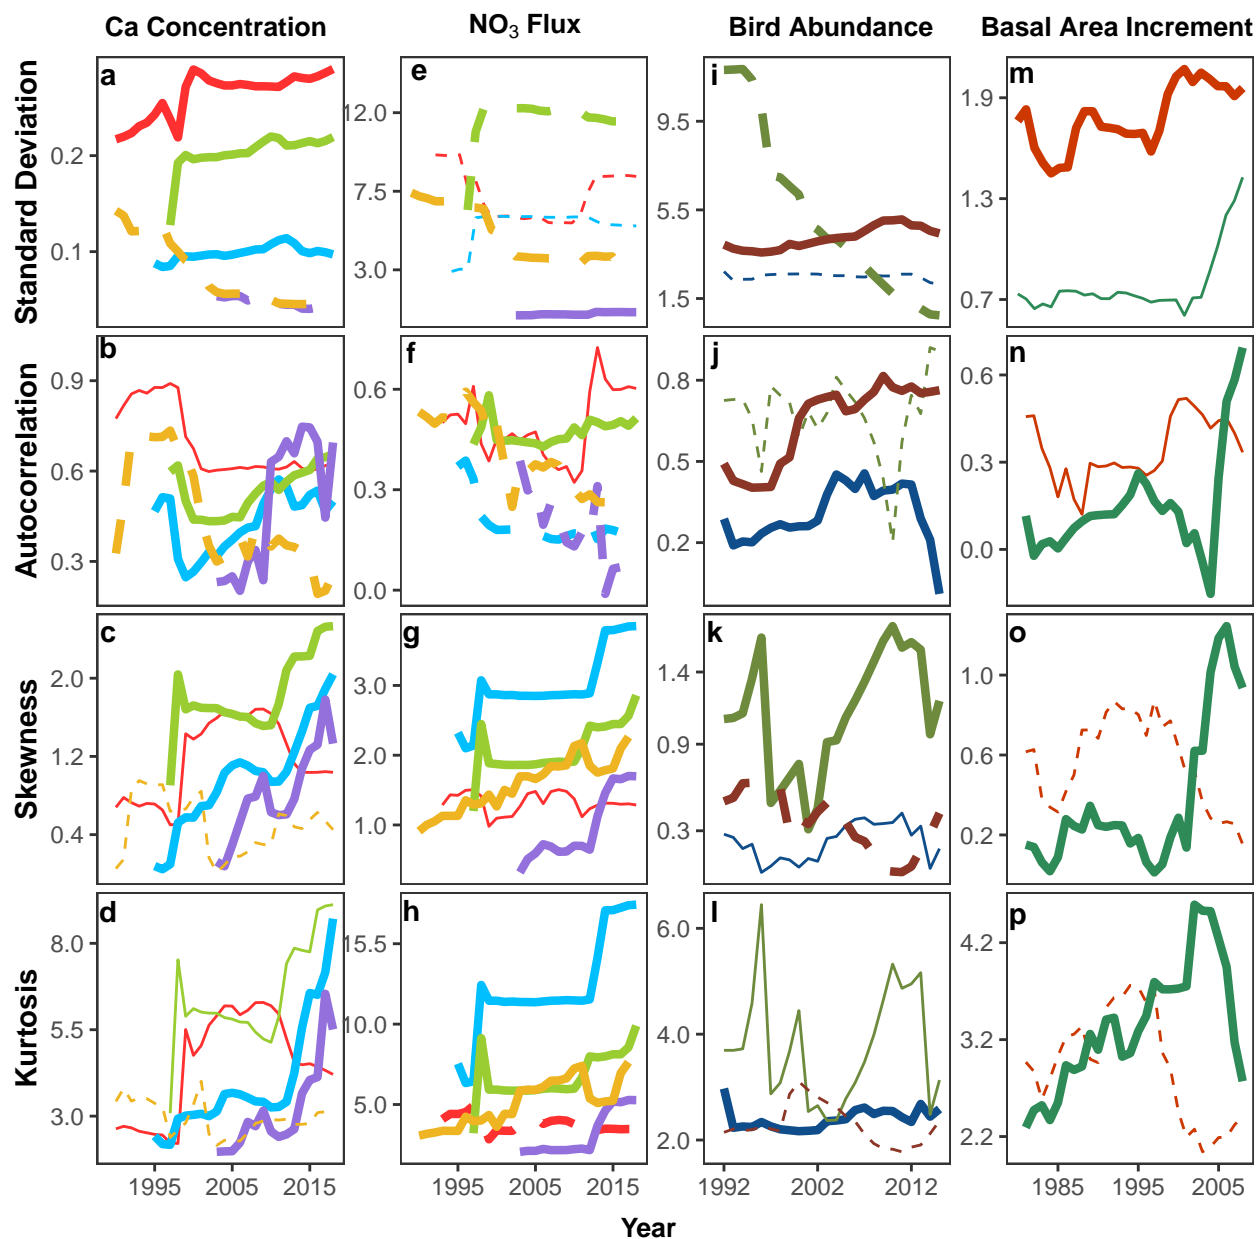 Ca Concentration
NO3 Flux
Bird Abundance
Basal Area Increment
Standard Deviation
a
0.2
0.1
e
12.0
7.5
3.0
i
9.5
5.5
1.5
m
1.9
1.3
0.7
Autocorrelation
b
0.9
0.6
0.3
f
0.6
0.3
0.0
j
0.8
0.5
0.2
n
0.6
0.3
0.0
Skewness
c
2.0
1.2
0.4
g
3.0
2.0
1.0
k
1.4
0.9
0.3
o
1.0
0.6
0.2
Kurtosis
d
8.0
5.5
3.0
h
15.5
10.0
5.0
l
6.0
4.0
2.0
p
4.2
3.2
2.2
1995 2005 2015
1995 2005 2015
1992 2002 2012
1985 1995 2005
Year